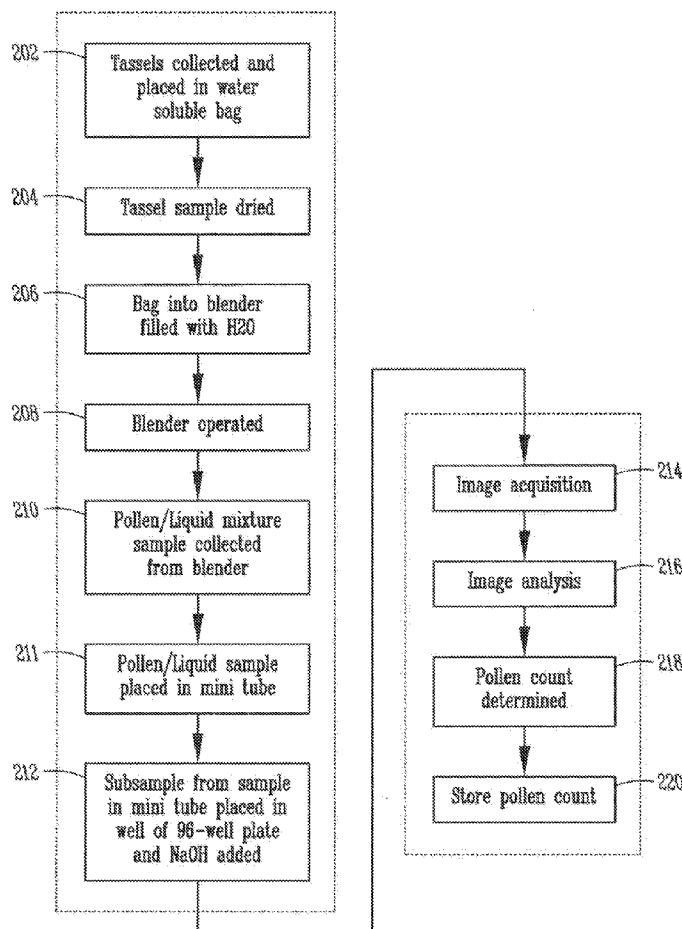 202
Tassels collected and
placed in water
soluble bag
204
Tassel sample dried
206
Bag into blender
filled with H2O
208
Blender operated
210
Pollen/Liquid mixture
sample collected
from blender
211
Pollen/Liquid sample
placed in mini tube
212
Subsample from sample
in mini tube placed in
well of 96-well plate
and NaOH added
Image acquisition
214
Image analysis
216
Pollen count
determined
218
Store pollen count
220